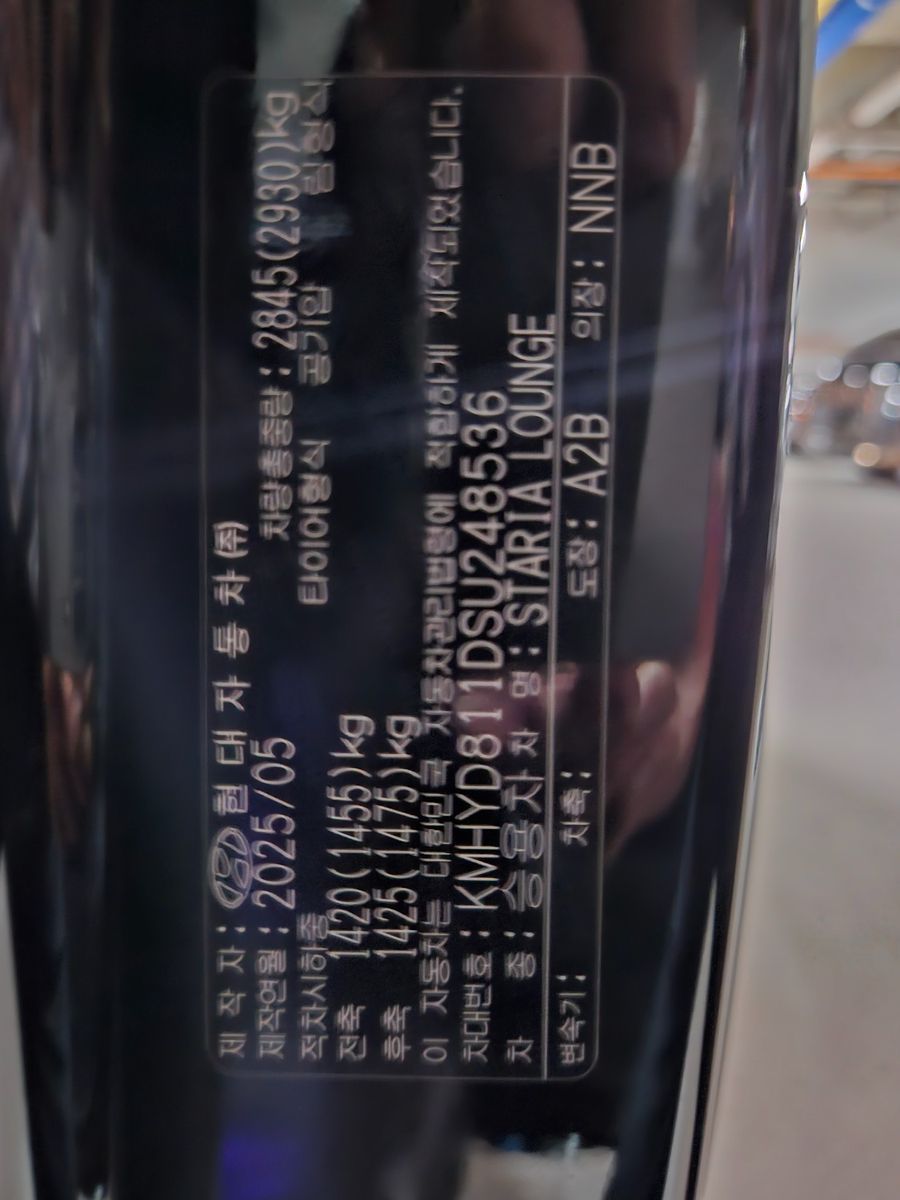 제 작 자 : 현 대 자 동 차 (주)
제작연월 : 2025/05 차량총중량 : 2845(2930)kg
적차시하중 타이어형식 공기압 림형식
전축 1420(1455)kg
후축 1425(1475)kg
이 자동차는 대한민국 자동차관리법령에 적합하게 제작되었습니다.
차대번호 : KMHYD811DSU248536
차 종 : 승용차 차 명 : STARIA LOUNGE
변속기 : 차축 : 도장 : A2B 의장 : NNB